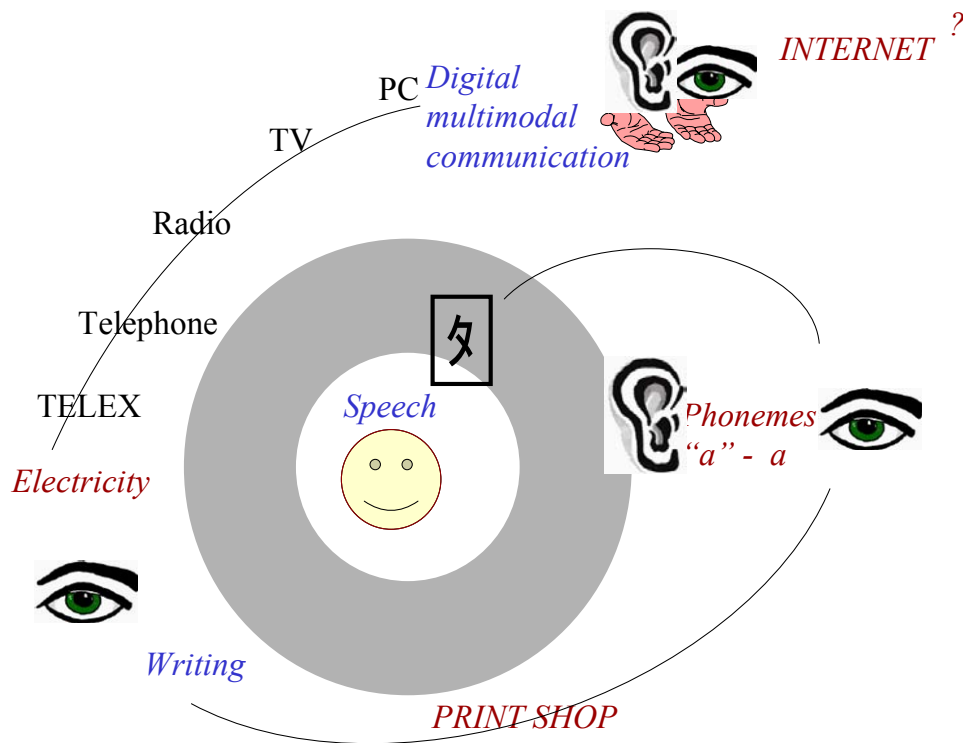 ?
INTERNET
PC
Digital
multimodal
communication
TV
Radio
Telephone
タ
TELEX
Speech
Phonemes
“a” - a
Electricity
Writing
PRINT SHOP